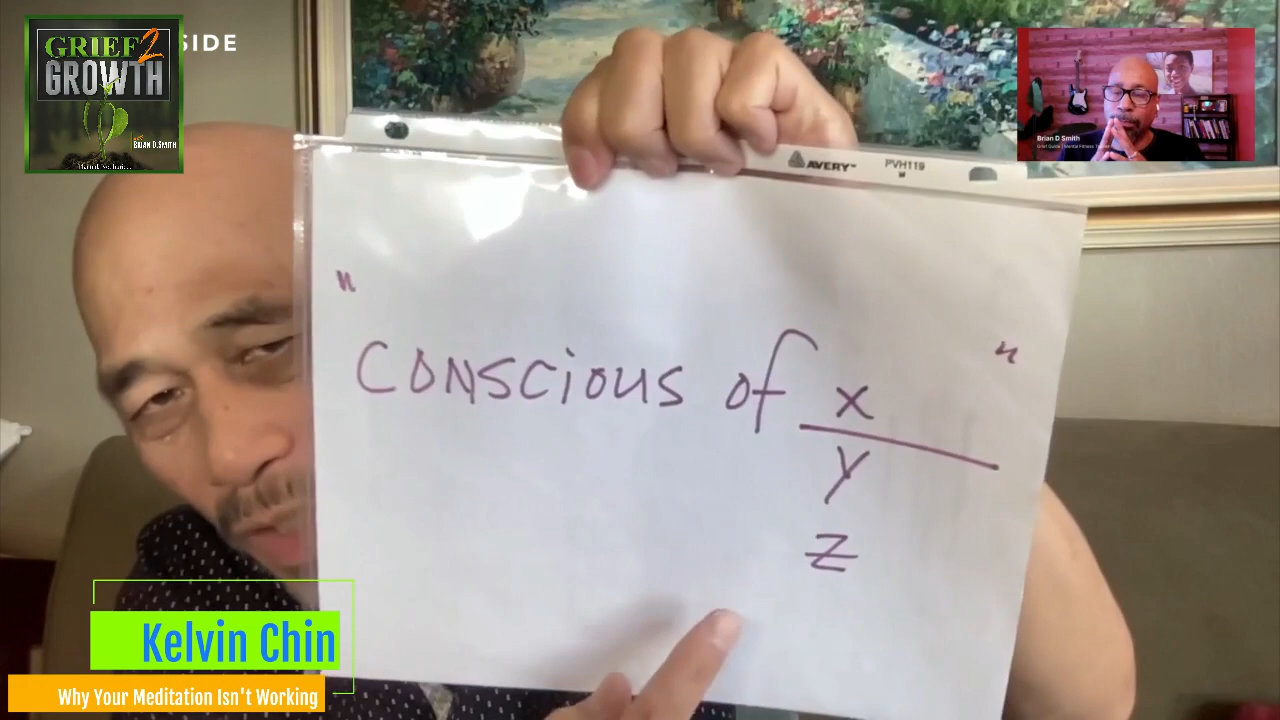 SIDE
GRIEF 2
GROWTH
BRIAN D.SMITH
Brian D Smith
AVERY
PVH119
M
" CONSCIOUS of x "
y
z
Kelvin Chin
Why Your Meditation Isn't Working